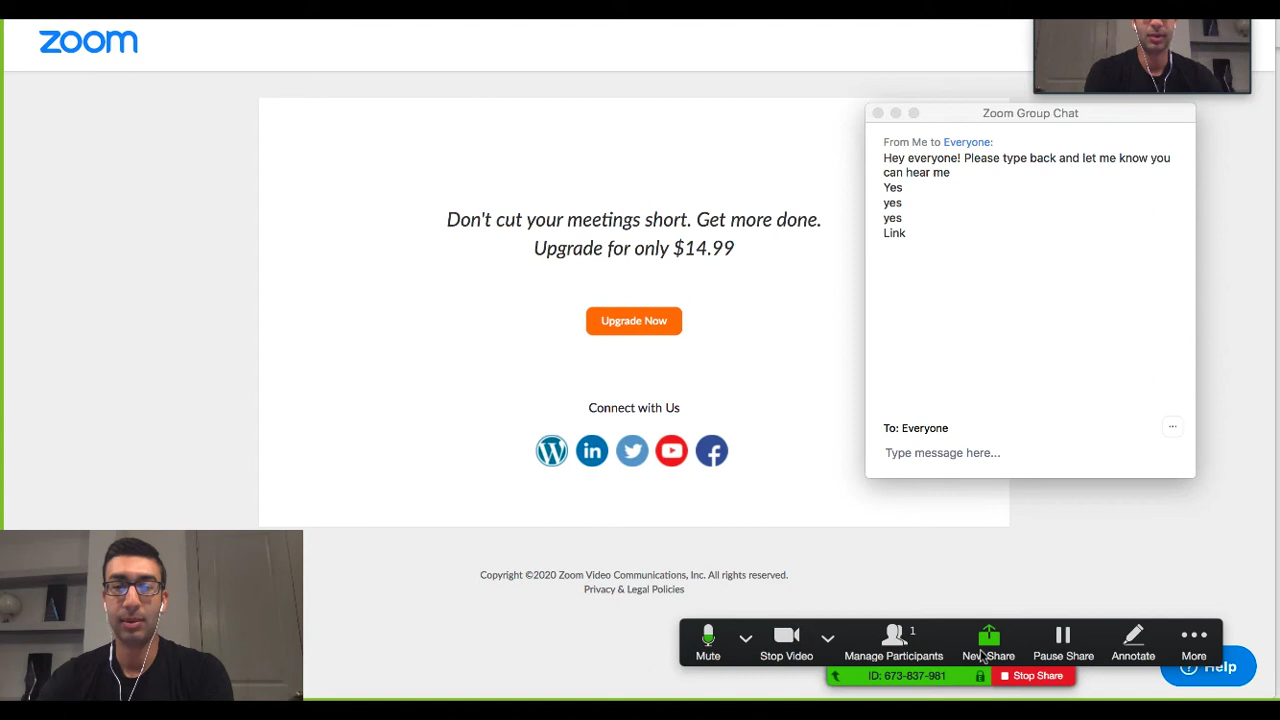 zoom
Zoom Group Chat
From Me to Everyone:
Hey everyone! Please type back and let me know you
can hear me
Yes
yes
yes
Link
To: Everyone
...
Type message here...
Don't cut your meetings short. Get more done.
Upgrade for only $14.99
Upgrade Now
Connect with Us
Copyright ©2020 Zoom Video Communications, Inc. All rights reserved.
Privacy & Legal Policies
Mute
Stop Video
Manage Participants
1
New Share
Pause Share
Annotate
More
ID: 673-837-981
Stop Share
Help